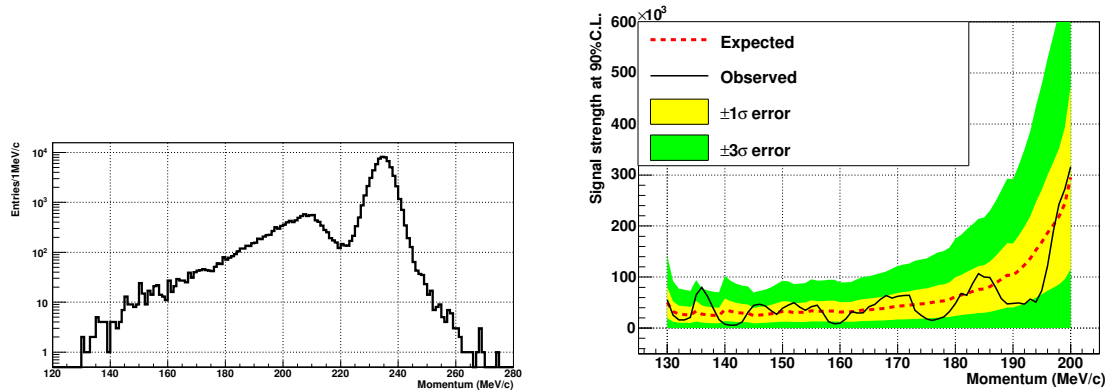 Entries/1MeV/c
10⁴
10³
10²
10
1
120 140 160 180 200 220 240 260 280
Momentum (MeV/c)
Signal strength at 90%C.L.
×10³
600
500
400
300
200
100
0
Expected
Observed
±1σ error
±3σ error
130 140 150 160 170 180 190 200
Momentum (MeV/c)